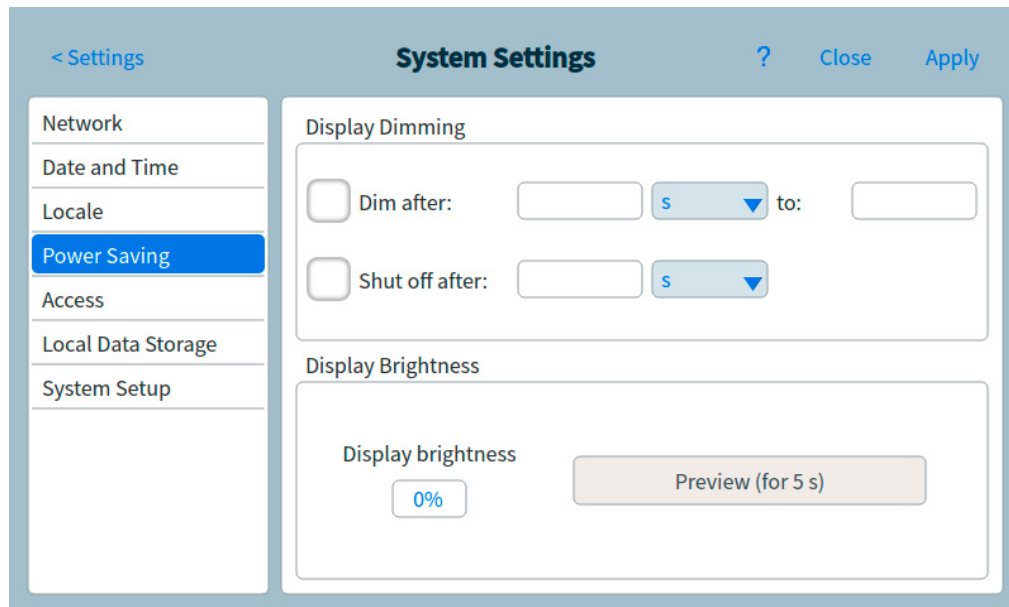 < Settings System Settings ? Close Apply
Network
Date and Time
Locale
Power Saving
Access
Local Data Storage
System Setup
Display Dimming
Dim after: s to:
Shut off after: s
Display Brightness
Display brightness
0%
Preview (for 5 s)